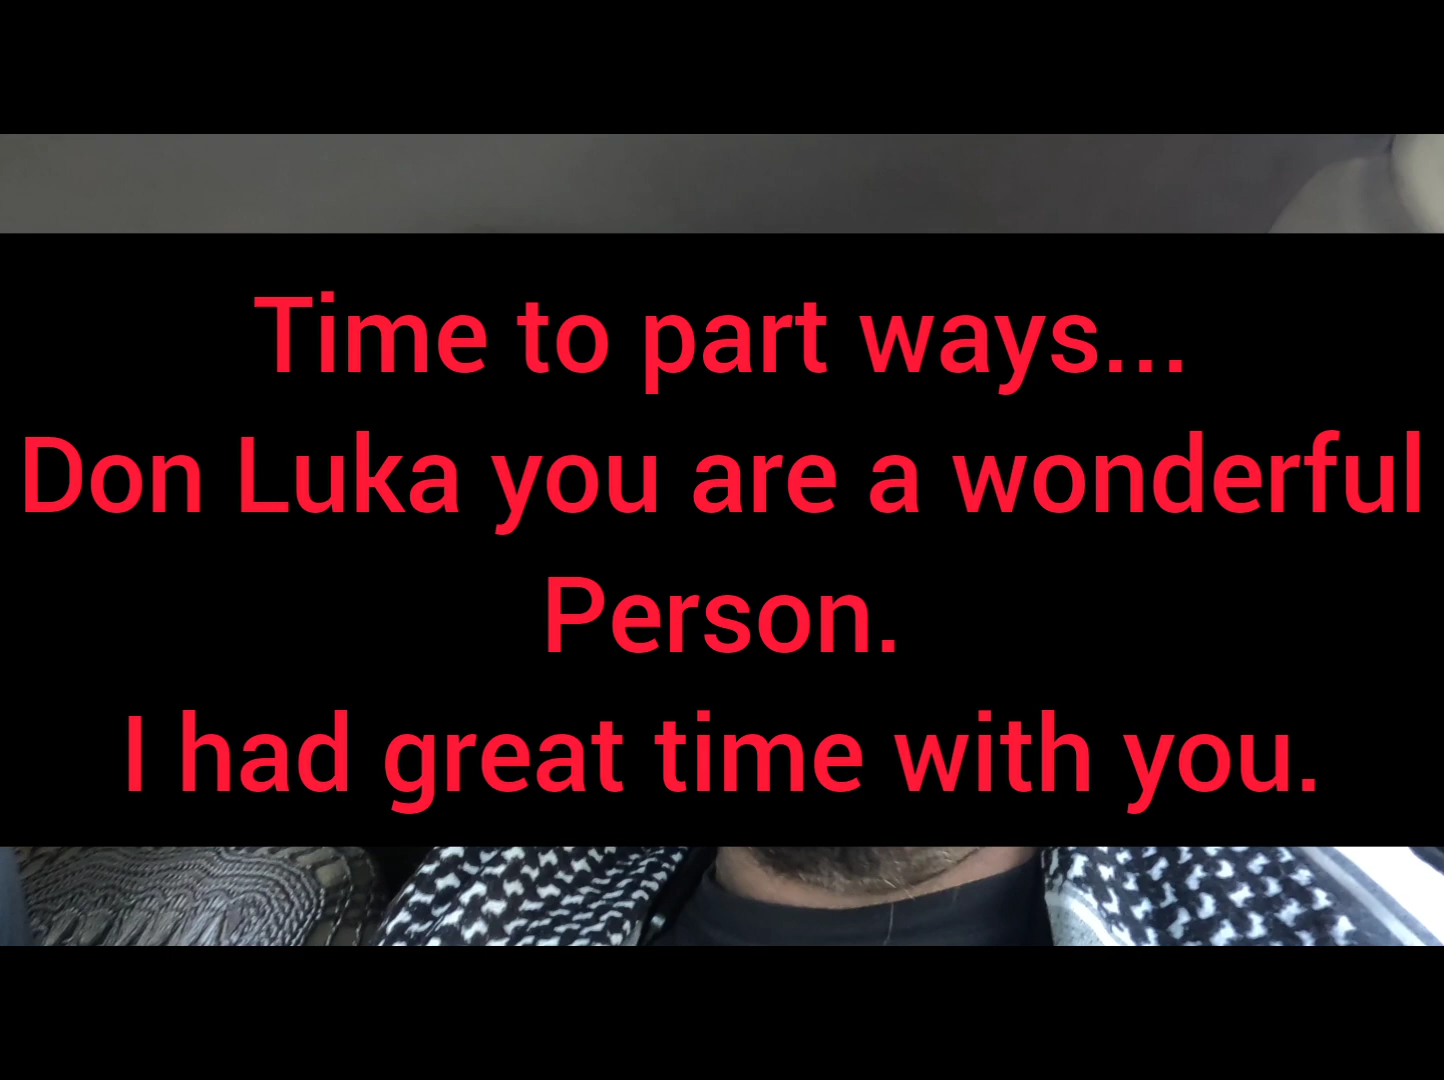 Time to part ways...
Don Luka you are a wonderful
Person.
I had great time with you.